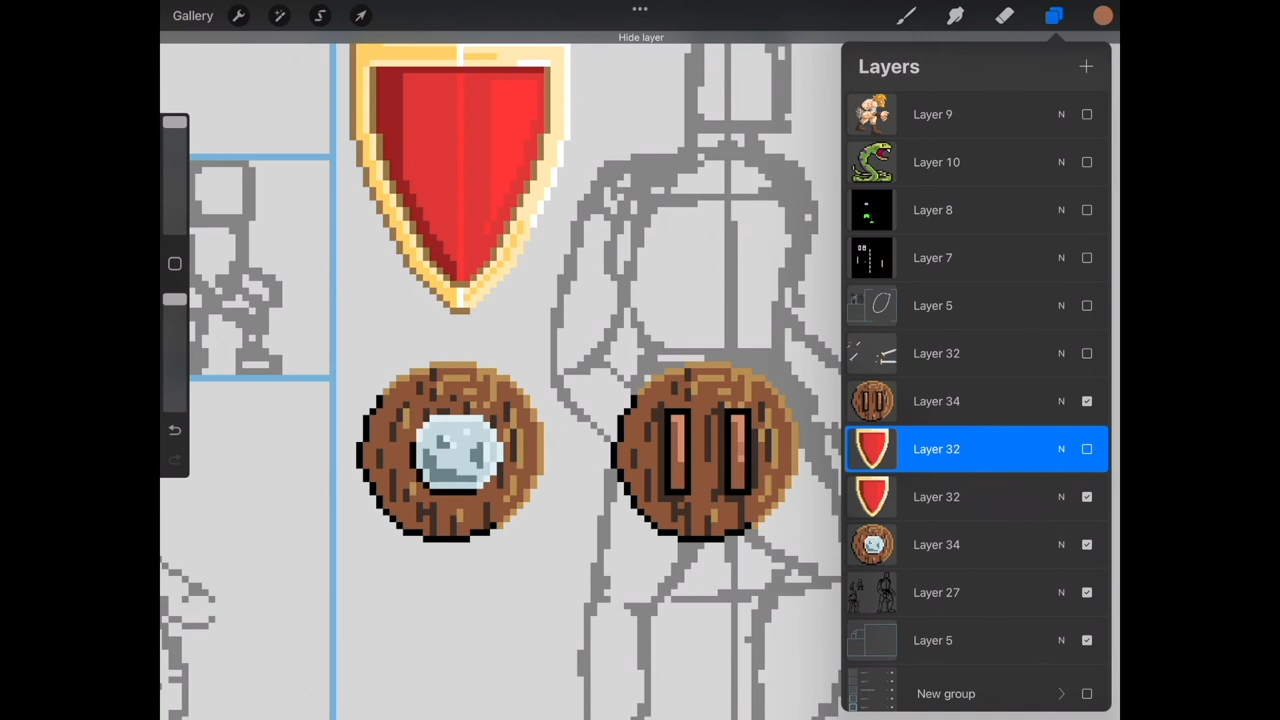 Gallery
Hide layer
Layers
Layer 9 N
Layer 10 N
Layer 8 N
Layer 7 N
Layer 5 N
Layer 32 N
Layer 34 N
Layer 32 N
Layer 32 N
Layer 34 N
Layer 27 N
Layer 5 N
New group